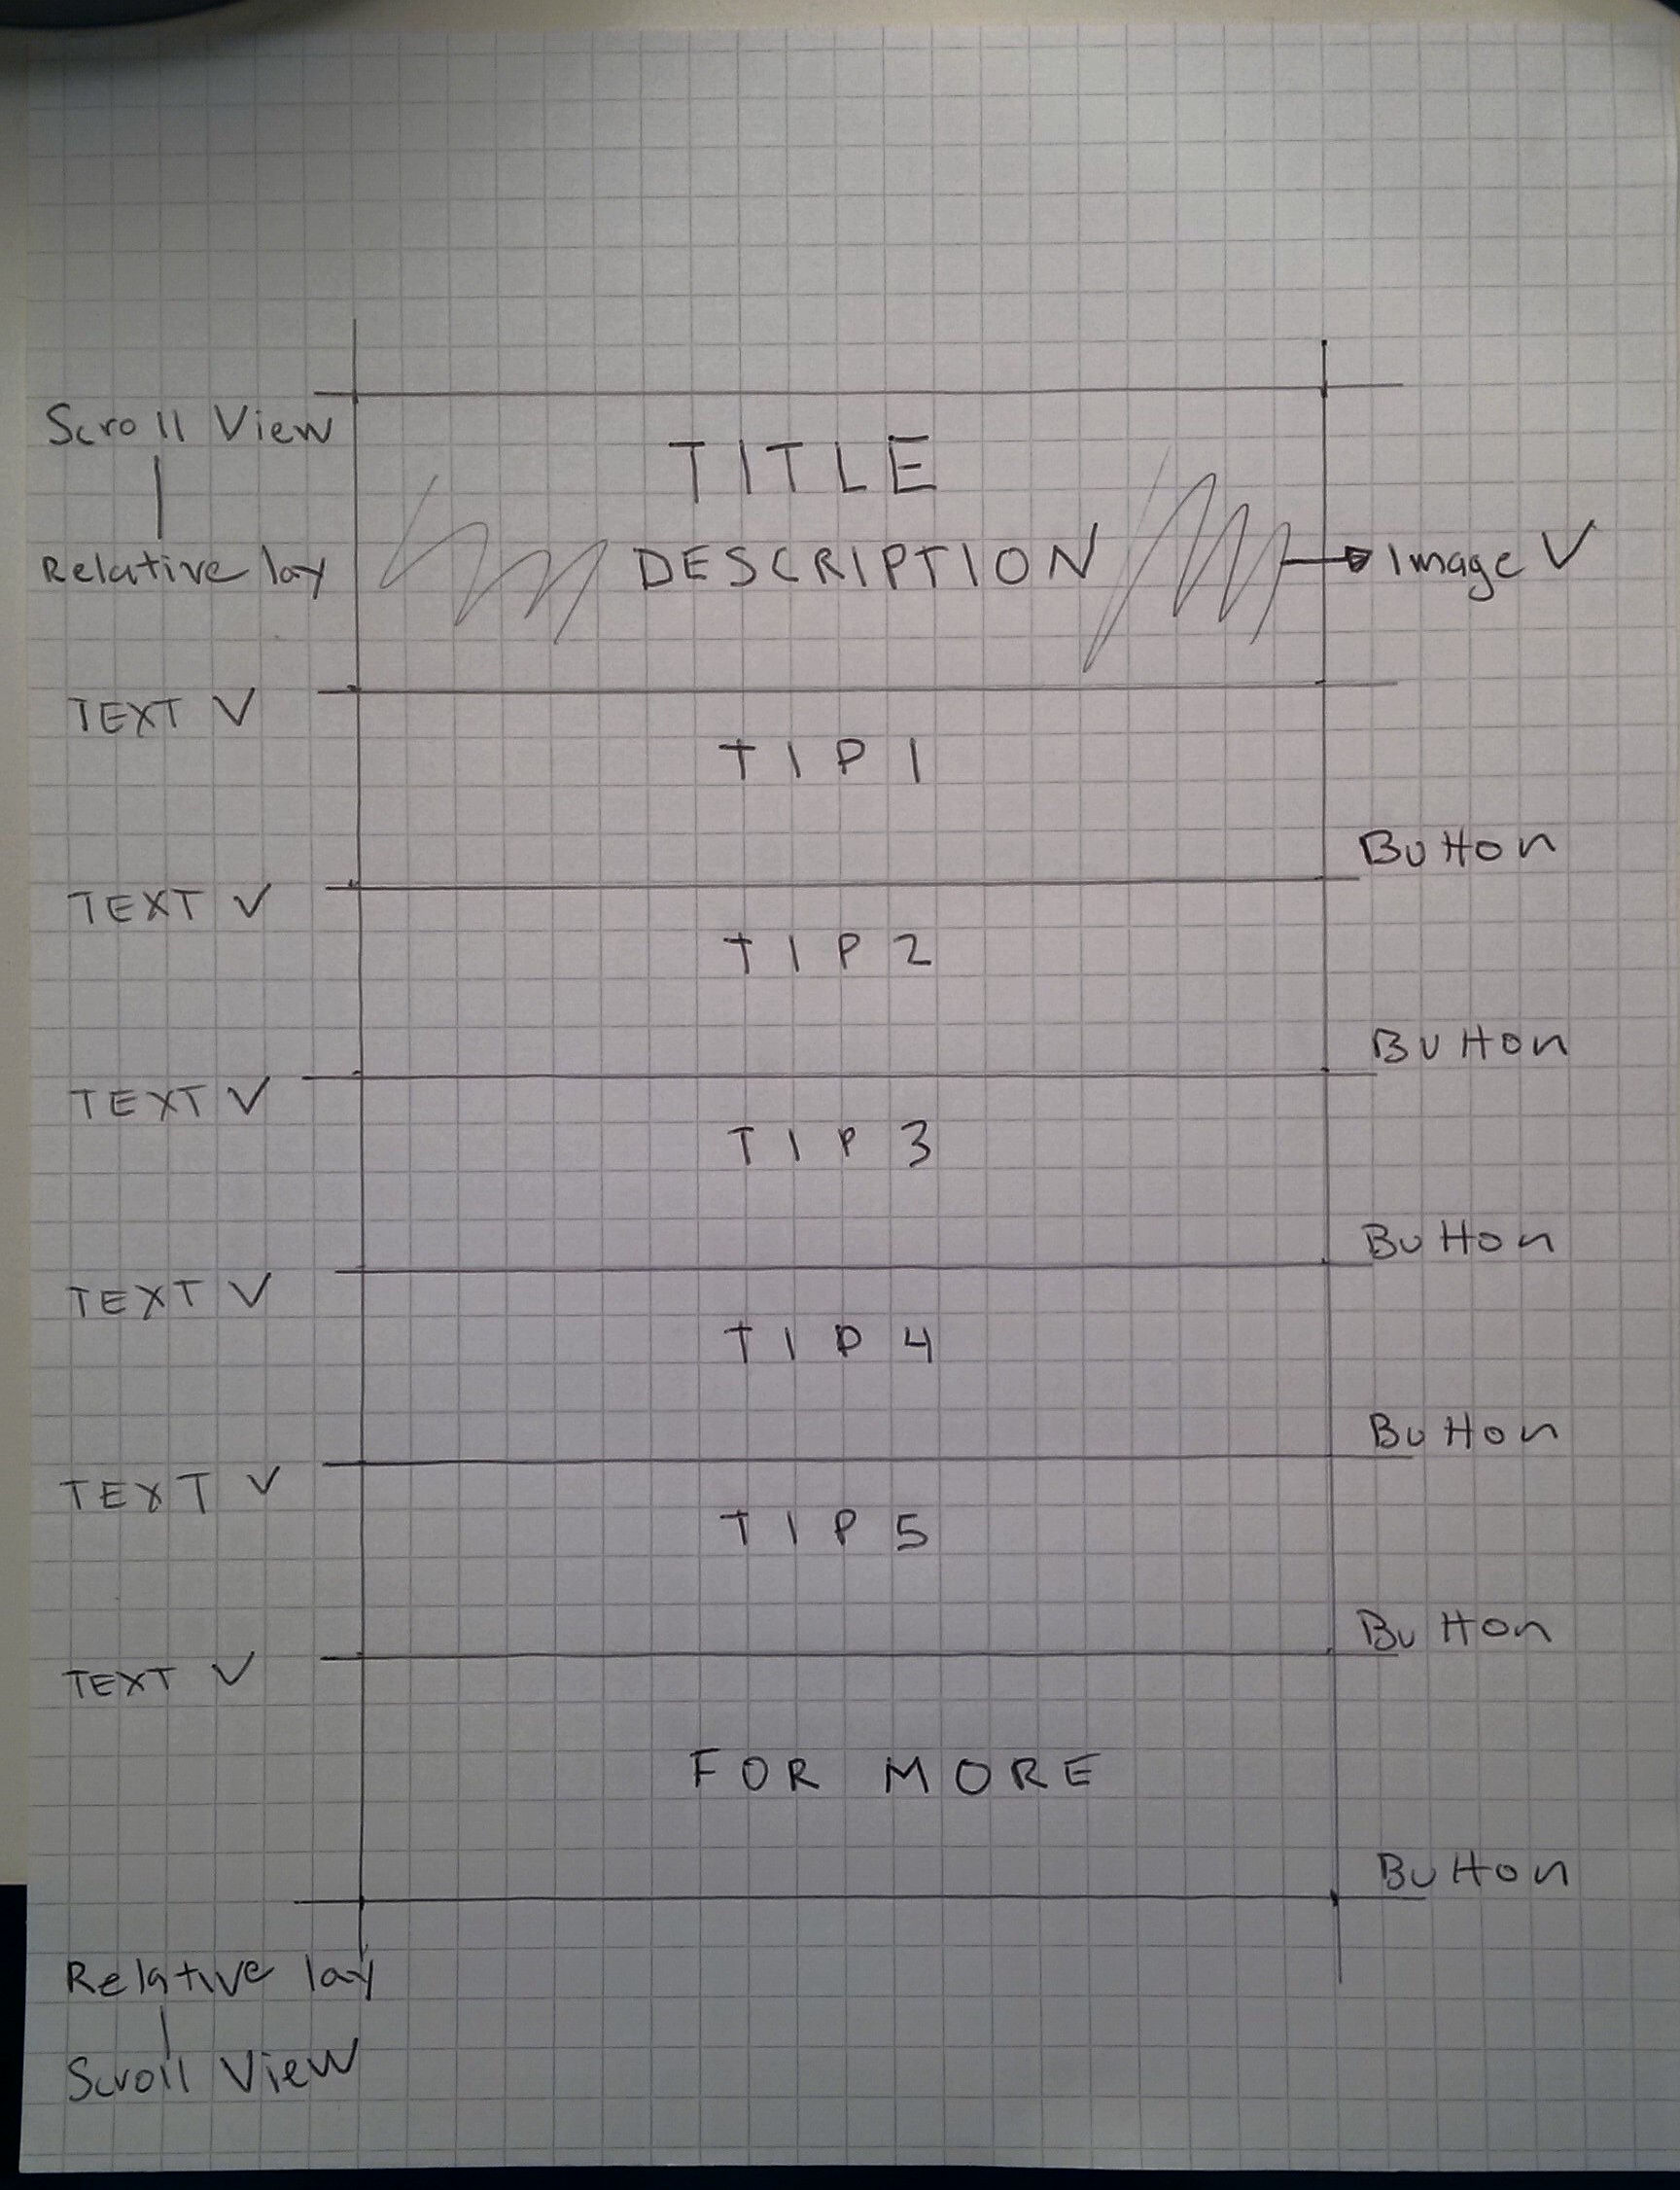 Scroll View
TITLE
Relative lay
DESCRIPTION
Image V
TEXT V
TIP 1
Button
TEXT V
TIP 2
Button
TEXT V
TIP 3
Button
TEXT V
TIP 4
Button
TEXT V
TIP 5
Button
TEXT V
FOR MORE
Button
Relative lay
Scroll View